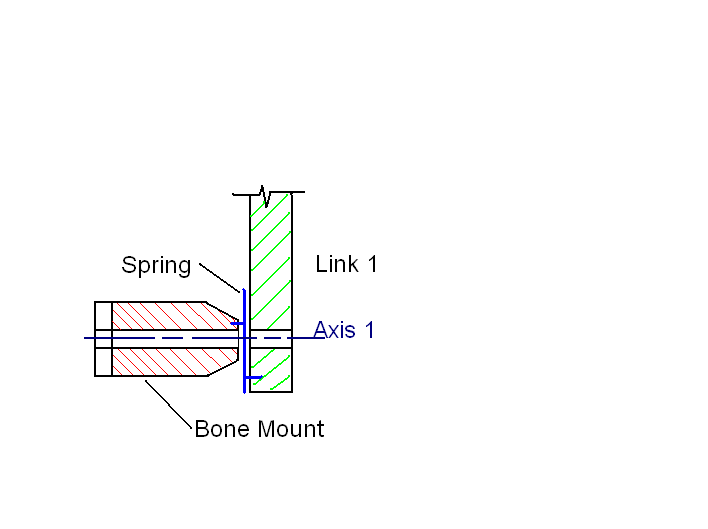 Spring
Link 1
Axis 1
Bone Mount